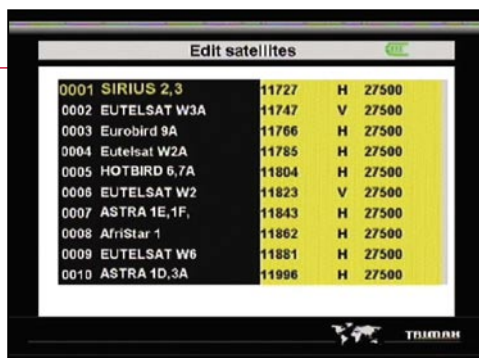 Edit satellites
0001 SIRIUS 2,3 11727 H 27500
0002 EUTELSAT W3A 11747 V 27500
0003 Eurobird 9A 11766 H 27500
0004 Eutelsat W2A 11785 H 27500
0005 HOTBIRD 6,7A 11804 H 27500
0006 EUTELSAT W2 11823 V 27500
0007 ASTRA 1E,1F, 11843 H 27500
0008 AfriStar 1 11862 H 27500
0009 EUTELSAT W6 11881 H 27500
0010 ASTRA 1D,3A 11996 H 27500
TRIMAX